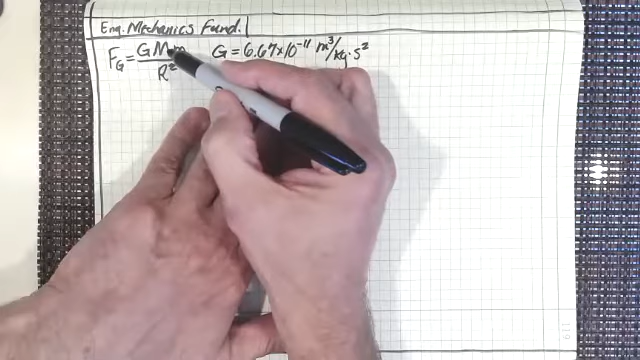 Eng. Mechanics Fund.
F_G = GMm/R² G = 6.67×10⁻¹¹ m³/kg·s²